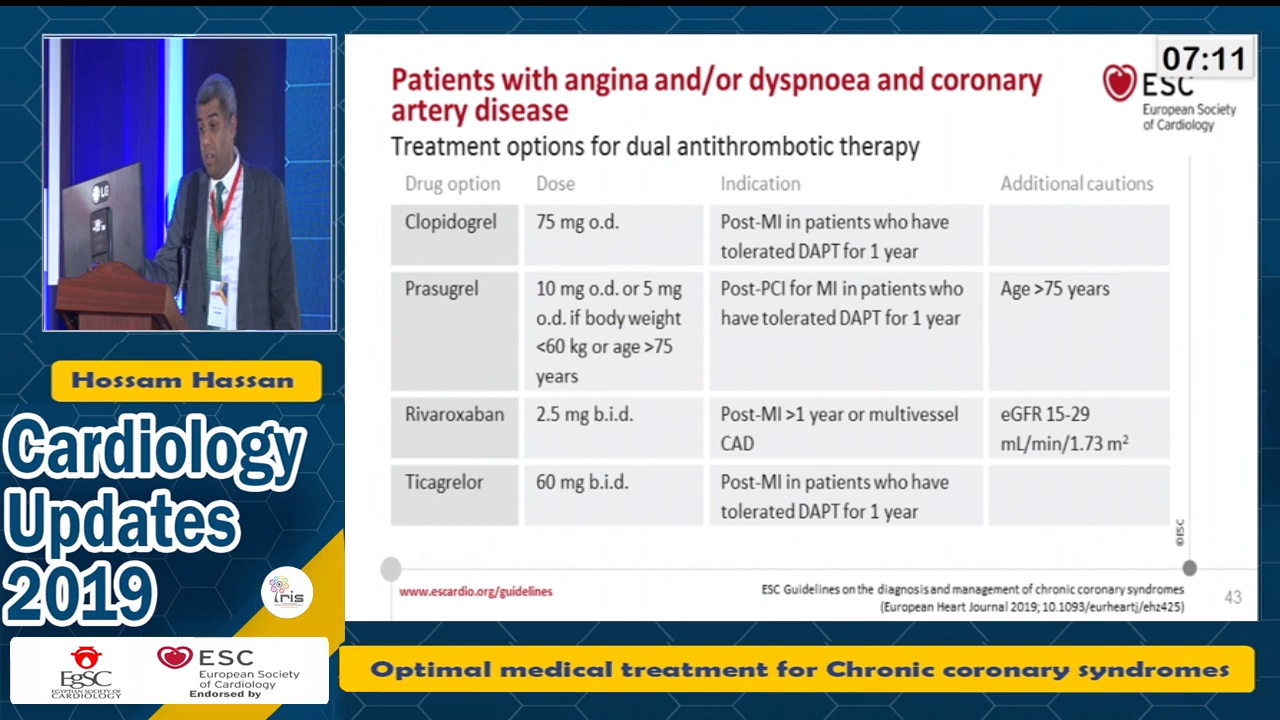 07:11
Patients with angina and/or dyspnoea and coronary
artery disease
ESC
European Society
of Cardiology
Treatment options for dual antithrombotic therapy
Drug option Dose Indication Additional cautions
Clopidogrel 75 mg o.d. Post-MI in patients who have
tolerated DAPT for 1 year
Prasugrel 10 mg o.d. or 5 mg Post-PCI for MI in patients who Age >75 years
o.d. if body weight have tolerated DAPT for 1 year
<60 kg or age >75
years
Rivaroxaban 2.5 mg b.i.d. Post-MI >1 year or multivessel eGFR 15-29
CAD mL/min/1.73 m²
Ticagrelor 60 mg b.i.d. Post-MI in patients who have
tolerated DAPT for 1 year
©ESC
www.escardio.org/guidelines
ESC Guidelines on the diagnosis and management of chronic coronary syndromes
(European Heart Journal 2019; 10.1093/eurheartj/ehz425)
43
LG
Hossam Hassan
Cardiology
Updates
2019
iris
EgSC
EGYPTIAN SOCIETY OF
CARDIOLOGY
ESC
European Society
of Cardiology
Endorsed by
Optimal medical treatment for Chronic coronary syndromes